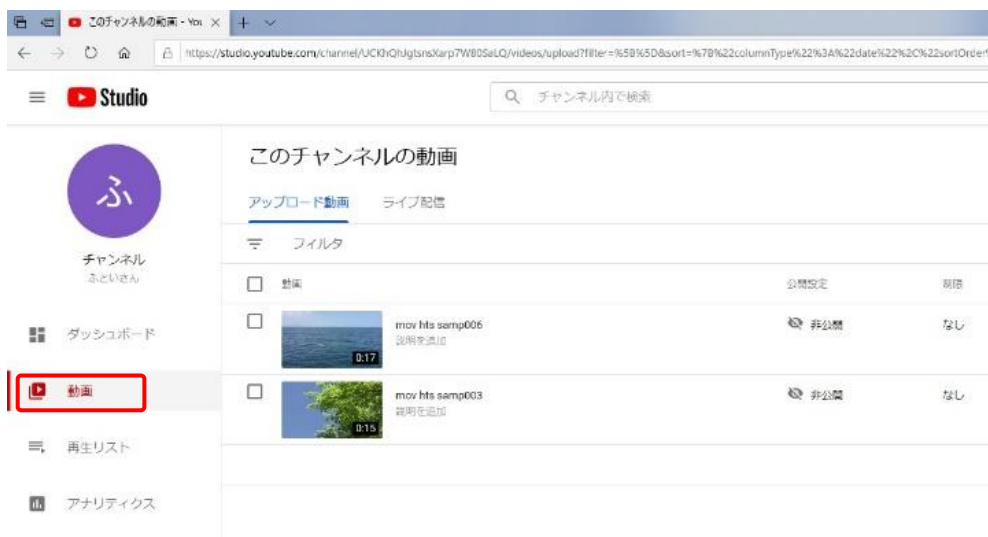 このチャンネルの動画 - You
https://studio.youtube.com/channel/UCKhQhJgtsnsXarp7W80SaLQ/videos/upload?filter=%5B%5D&sort=%7B%22columnType%22%3A%22date%22%2C%22sortOrder
Studio
チャンネル内で検索
ふ
チャンネル
ふといさん
ダッシュボード
動画
再生リスト
アナリティクス
このチャンネルの動画
アップロード動画 ライブ配信
フィルタ
動画 公開設定 制限
mov hts samp006 非公開 なし
説明を追加
0:17
mov hts samp003 非公開 なし
説明を追加
0:15